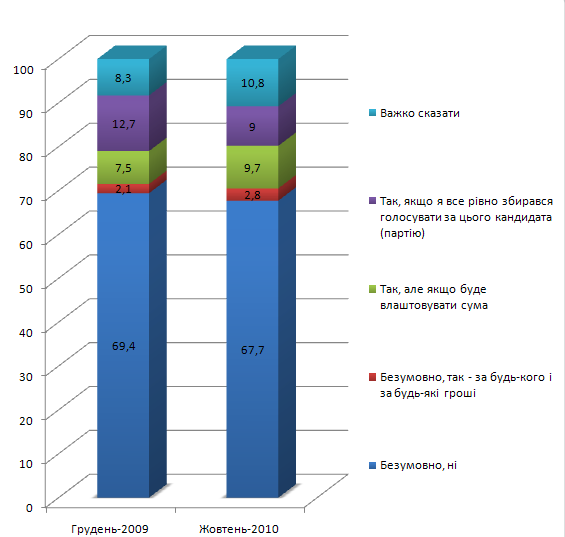 100
90
80
70
60
50
40
30
20
10
0
8,3
12,7
7,5
2,1
69,4
10,8
9
9,7
2,8
67,7
Грудень-2009
Жовтень-2010
Важко сказати
Так, якщо я все рівно збирався
голосувати за цього кандидата
(партію)
Так, але якщо буде
влаштовувати сума
Безумовно, так - за будь-кого і
за будь-які гроші
Безумовно, ні